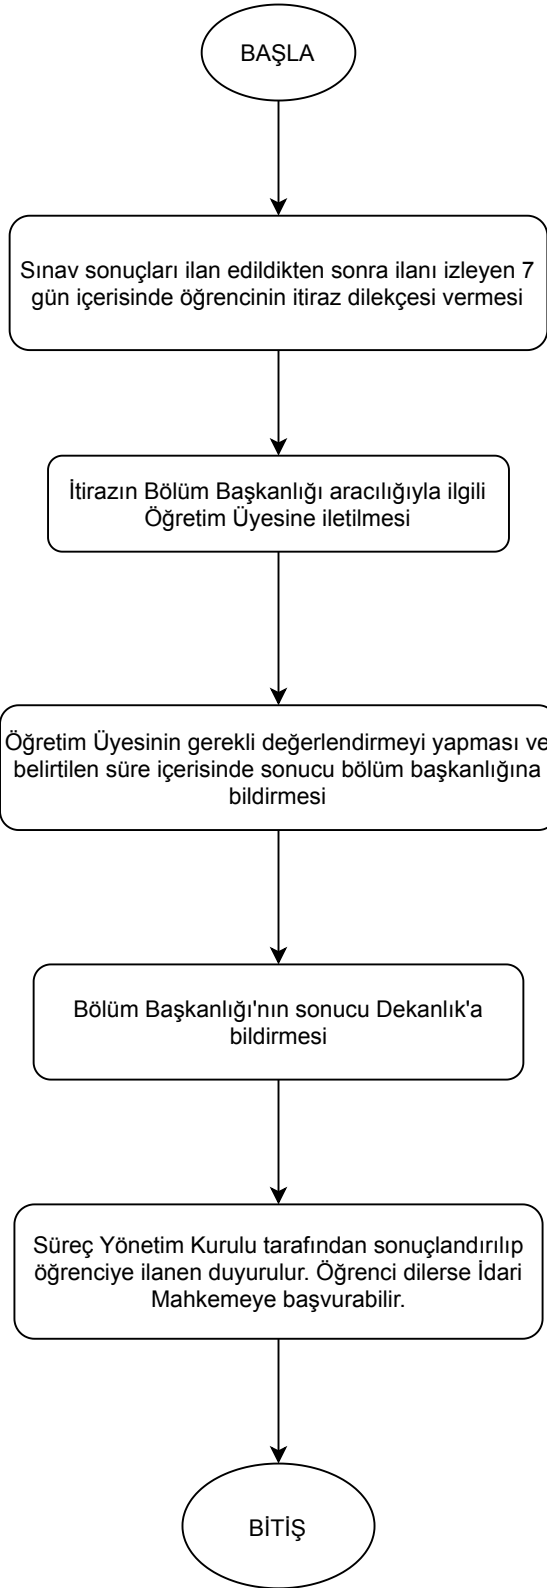 BAŞLA
Sınav sonuçları ilan edildikten sonra ilanı izleyen 7
gün içerisinde öğrencinin itiraz dilekçesi vermesi
İtirazın Bölüm Başkanlığı aracılığıyla ilgili
Öğretim Üyesine iletilmesi
Öğretim Üyesinin gerekli değerlendirmeyi yapması ve
belirtilen süre içerisinde sonucu bölüm başkanlığına
bildirmesi
Bölüm Başkanlığı'nın sonucu Dekanlık'a
bildirmesi
Süreç Yönetim Kurulu tarafından sonuçlandırılıp
öğrenciye ilanen duyurulur. Öğrenci dilerse İdari
Mahkemeye başvurabilir.
BİTİŞ